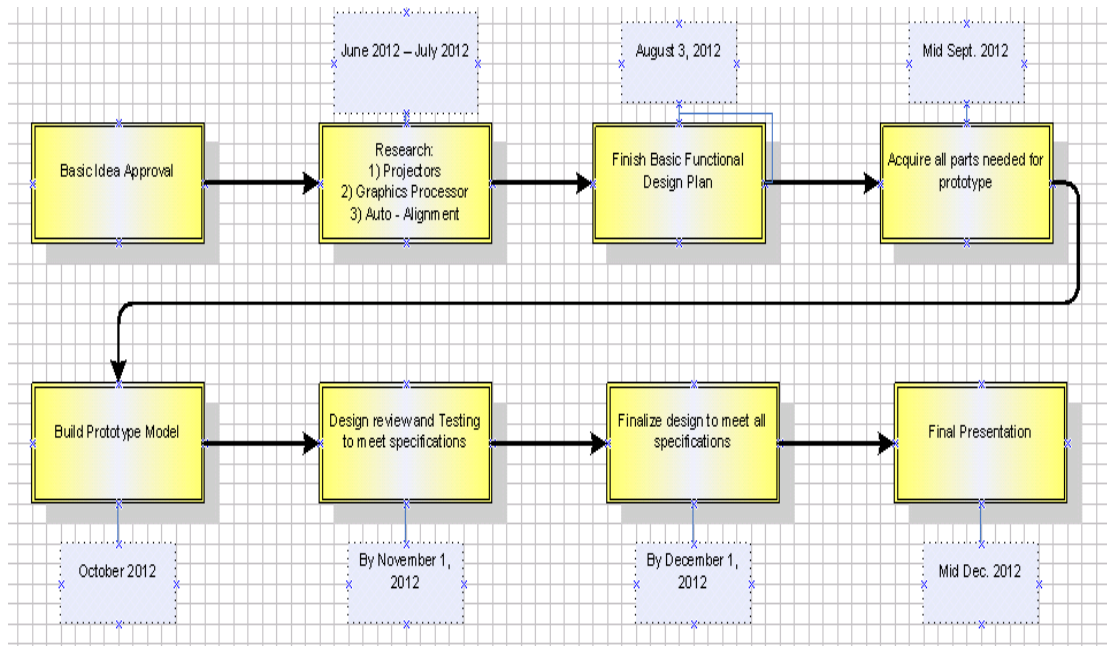 June 2012 – July 2012
August 3, 2012
Mid Sept. 2012
Basic Idea Approval
Research:
1) Projectors
2) Graphics Processor
3) Auto - Alignment
Finish Basic Functional
Design Plan
Acquire all parts needed for
prototype
Build Prototype Model
Design review and Testing
to meet specifications
Finalize design to meet all
specifications
Final Presentation
October 2012
By November 1,
2012
By December 1,
2012
Mid Dec. 2012